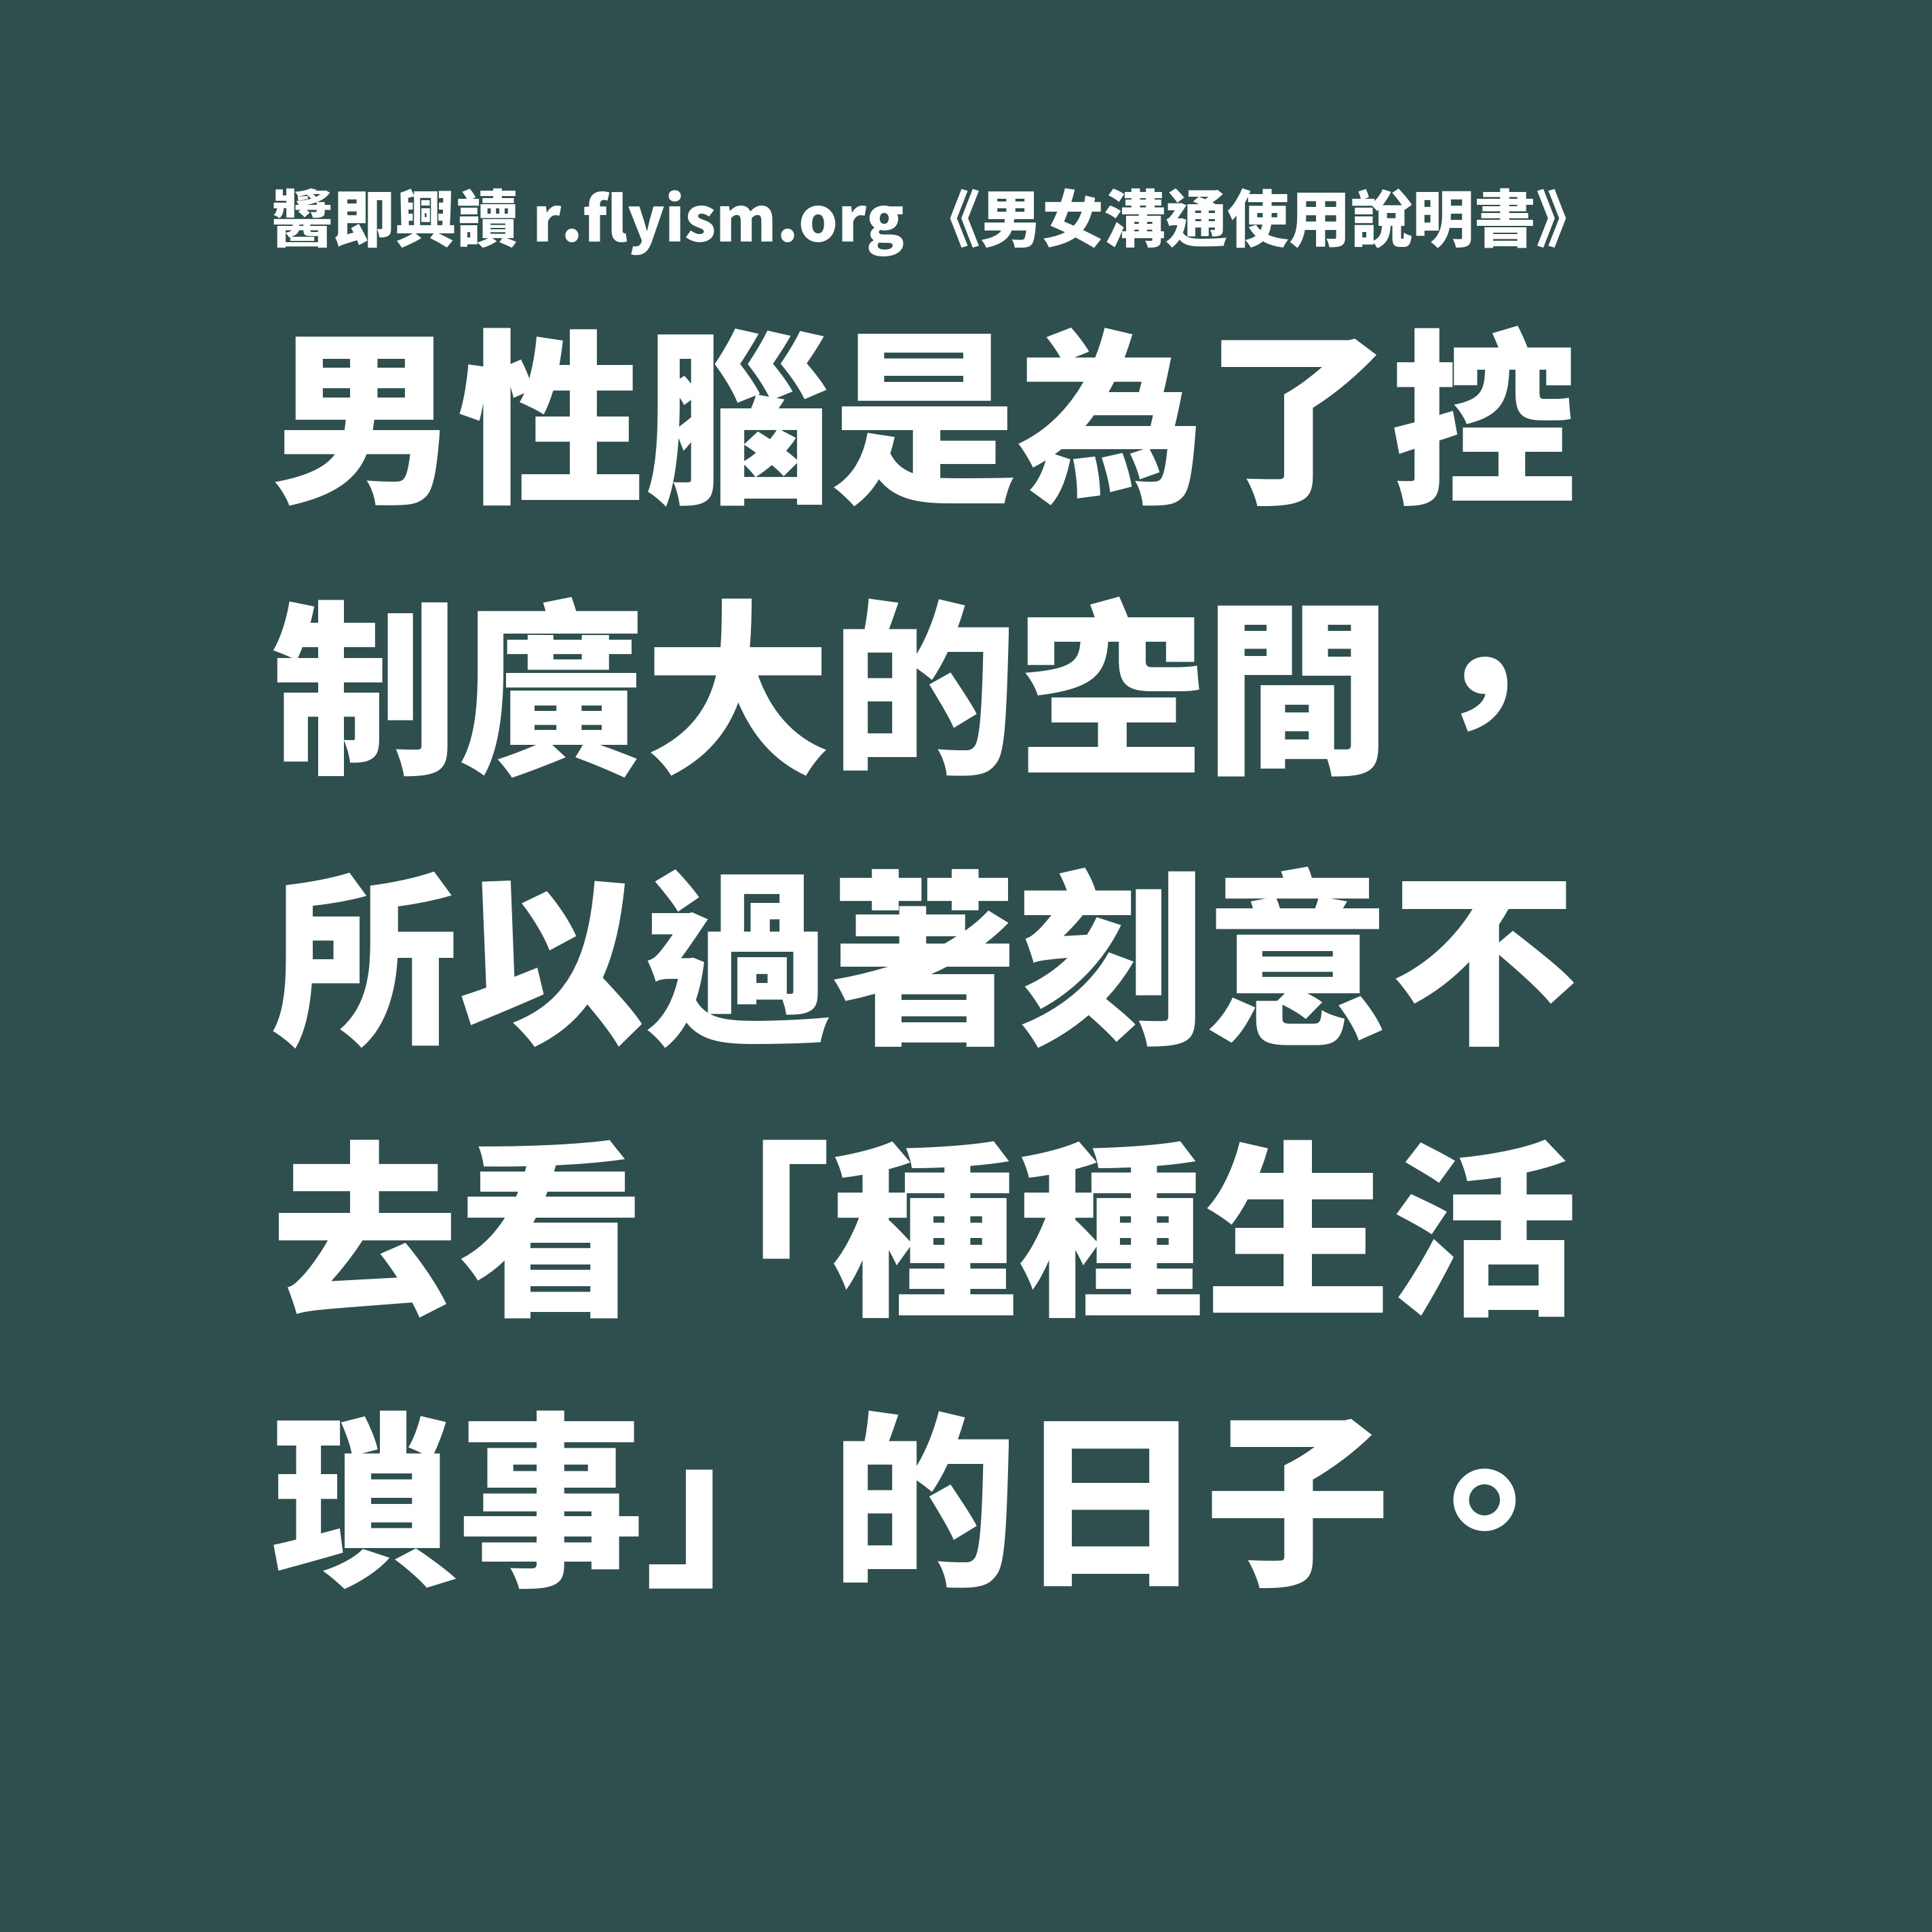 酱即興讀 r.flyism.org 《男女溝通使用說明書》
男性腦是為了控
制廣大的空間，
所以過著刻意不
去看「種種生活
瑣事」的日子。